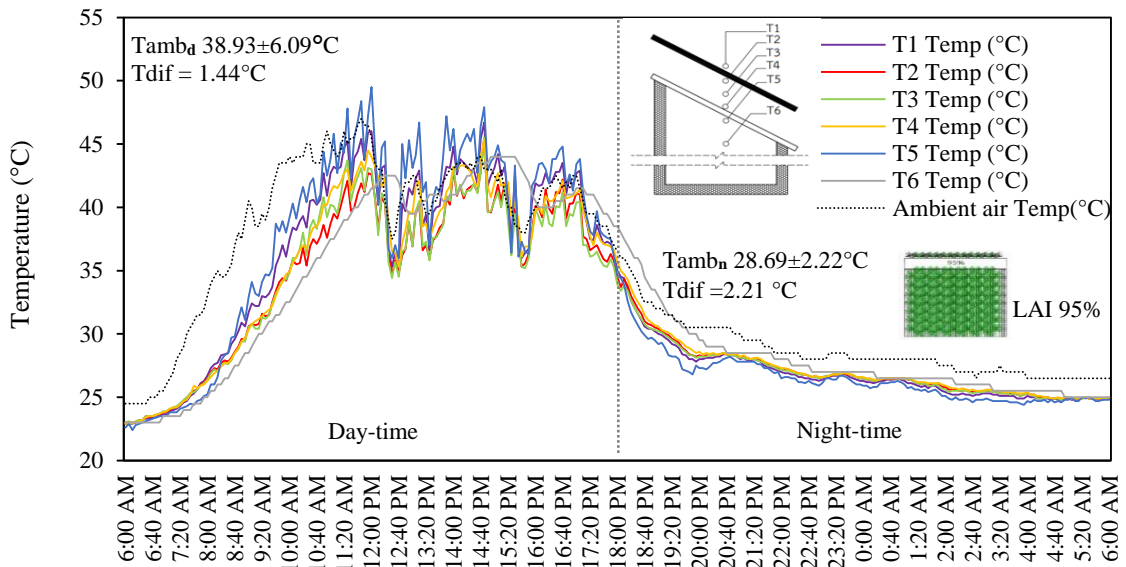 55
50
45
40
35
30
25
20
Temperature (°C)
Tambd 38.93±6.09°C
Tdif = 1.44°C
T1
T2
T3
T4
T5
T6
T1 Temp (°C)
T2 Temp (°C)
T3 Temp (°C)
T4 Temp (°C)
T5 Temp (°C)
T6 Temp (°C)
Ambient air Temp(°C)
Tambn 28.69±2.22°C
Tdif =2.21 °C
95%
LAI 95%
Day-time
Night-time
6:00 AM
6:40 AM
7:20 AM
8:00 AM
8:40 AM
9:20 AM
10:00 AM
10:40 AM
11:20 AM
12:00 PM
12:40 PM
13:20 PM
14:00 PM
14:40 PM
15:20 PM
16:00 PM
16:40 PM
17:20 PM
18:00 PM
18:40 PM
19:20 PM
20:00 PM
20:40 PM
21:20 PM
22:00 PM
22:40 PM
23:20 PM
0:00 AM
0:40 AM
1:20 AM
2:00 AM
2:40 AM
3:20 AM
4:00 AM
4:40 AM
5:20 AM
6:00 AM